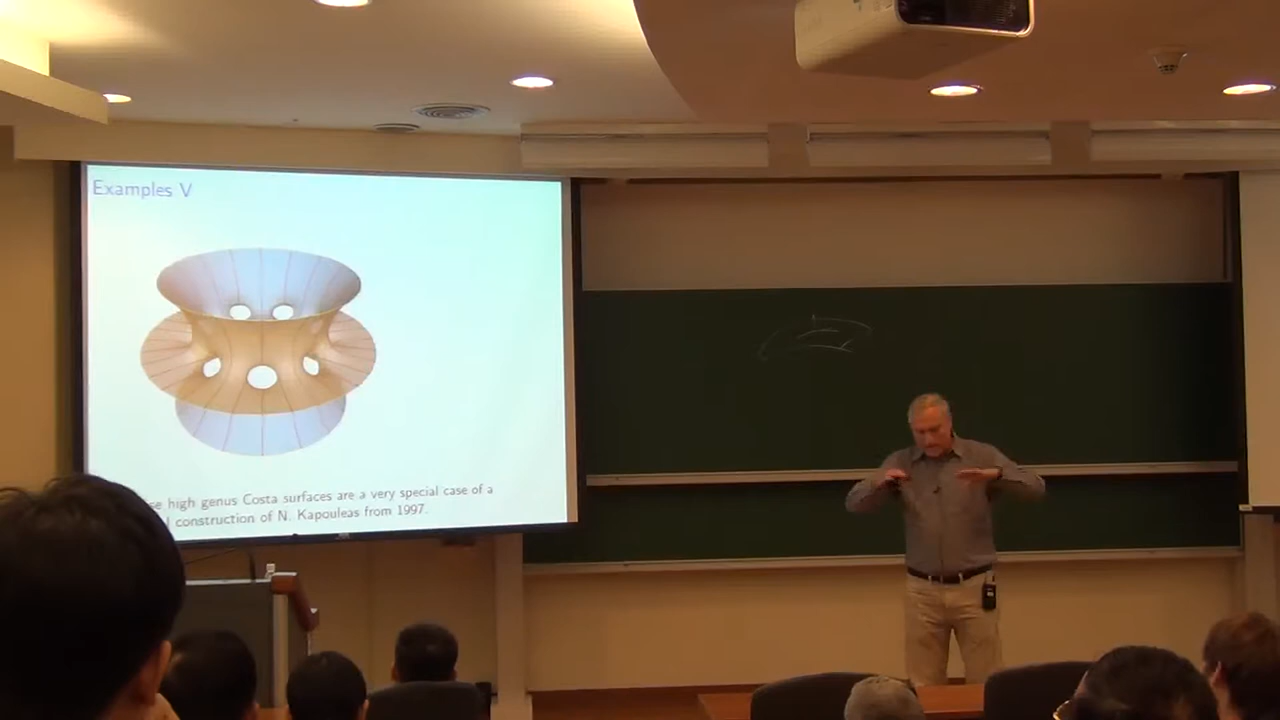 Examples V
high genus Costa surfaces are a very special case of a
construction of N. Kapouleas from 1997.